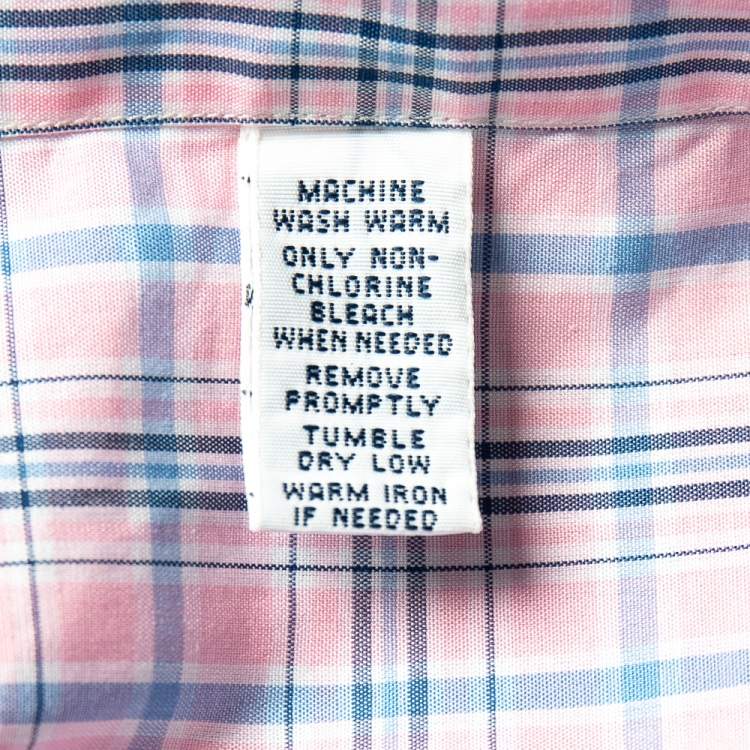 MACHINE
WASH WARM
ONLY NON-
CHLORINE
BLEACH
WHEN NEEDED
REMOVE
PROMPTLY
TUMBLE
DRY LOW
WARM IRON
IF NEEDED